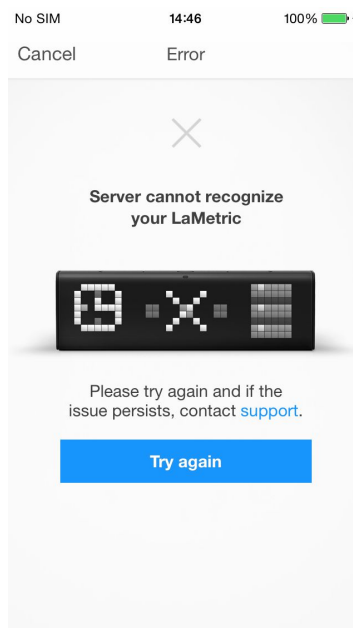 No SIM 14:46 100%
Cancel Error
Server cannot recognize
your LaMetric
Please try again and if the
issue persists, contact support.
Try again